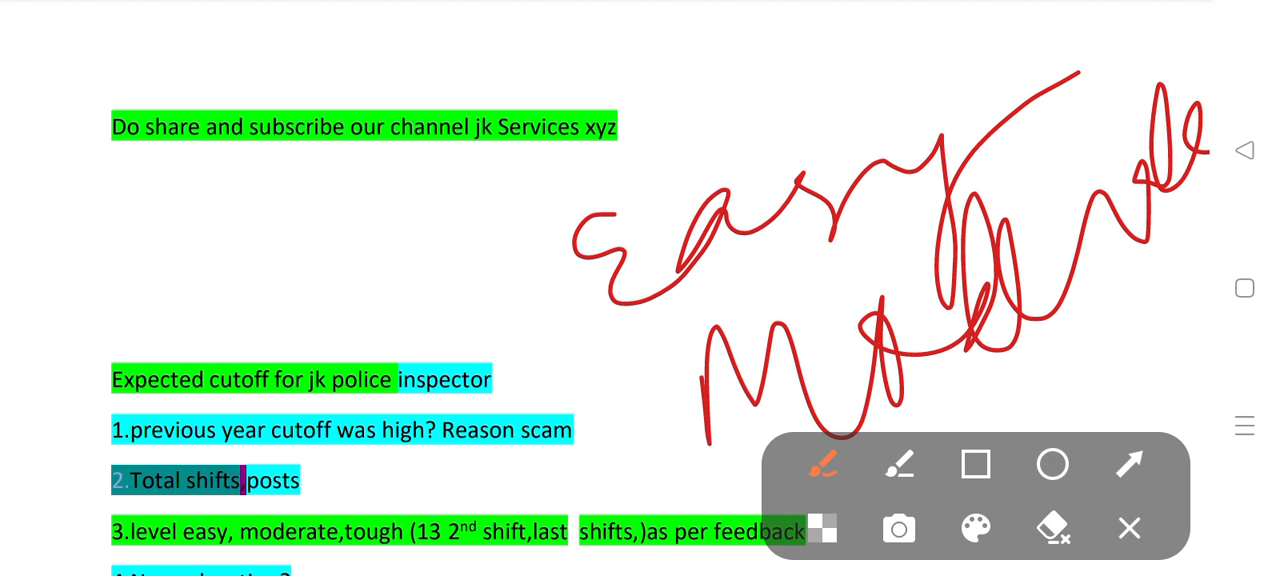 Do share and subscribe our channel jk Services xyz
Easy
Moderate
Expected cutoff for jk police inspector
1.previous year cutoff was high? Reason scam
2.Total shifts,posts
3.level easy, moderate,tough (13 2nd shift,last shifts,)as per feedback